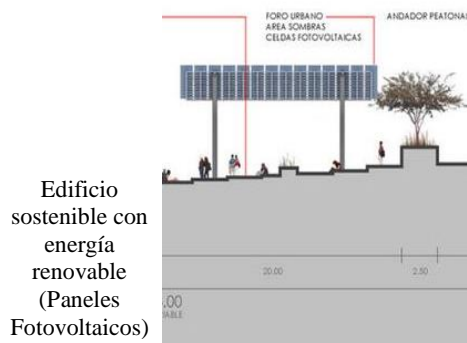 FORO URBANO
AREA SOMBRAS
CELDAS FOTOVOLTAICAS
ANDADOR PEATONAL
Edificio
sostenible con
energía
renovable
(Paneles
Fotovoltaicos)
20.00
2.50
.00